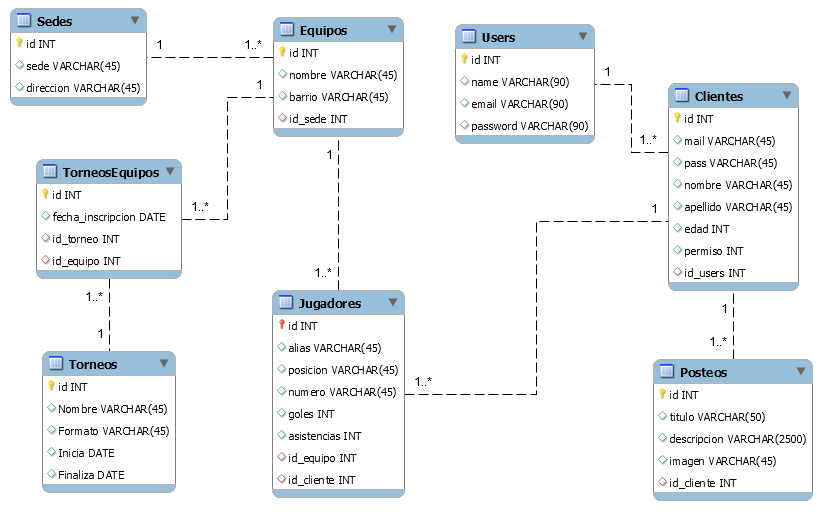 Sedes
id INT
sede VARCHAR(45)
direccion VARCHAR(45)
1
1..*
Equipos
id INT
nombre VARCHAR(45)
barrio VARCHAR(45)
id_sede INT
1
1..*
1
1..*
TorneosEquipos
id INT
fecha_inscripcion DATE
id_torneo INT
id_equipo INT
1..*
1
Torneos
id INT
Nombre VARCHAR(45)
Formato VARCHAR(45)
Inicia DATE
Finaliza DATE
Jugadores
id INT
alias VARCHAR(45)
posicion VARCHAR(45)
numero VARCHAR(45)
goles INT
asistencias INT
id_equipo INT
id_cliente INT
1..*
1
Users
id INT
name VARCHAR(90)
email VARCHAR(90)
password VARCHAR(90)
1
1..*
Clientes
id INT
mail VARCHAR(45)
pass VARCHAR(45)
nombre VARCHAR(45)
apellido VARCHAR(45)
edad INT
permiso INT
id_users INT
1
1..*
Posteos
id INT
titulo VARCHAR(50)
descripcion VARCHAR(2500)
imagen VARCHAR(45)
id_cliente INT